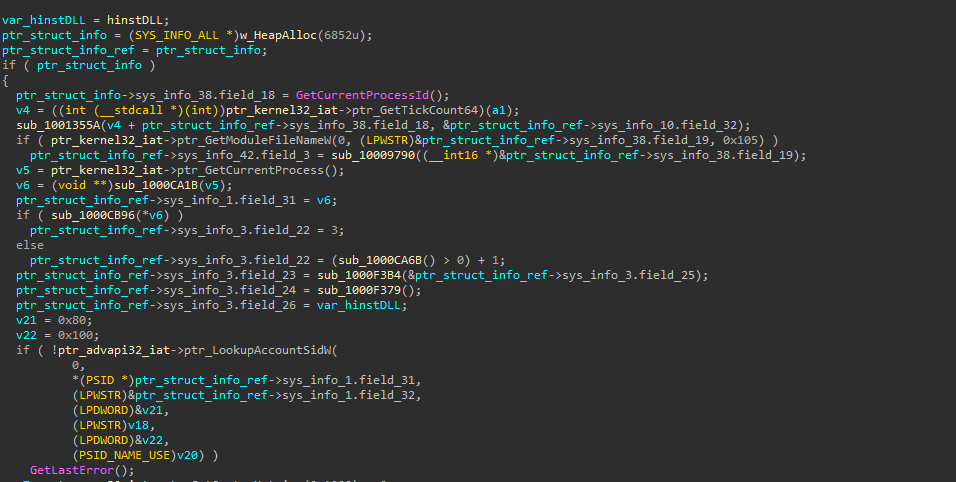 var_hinstDLL = hinstDLL;
ptr_struct_info = (SYS_INFO_ALL *)w_HeapAlloc(6852u);
ptr_struct_info_ref = ptr_struct_info;
if ( ptr_struct_info )
{
  ptr_struct_info->sys_info_38.field_18 = GetCurrentProcessId();
  v4 = ((int (__stdcall *)(int))ptr_kernel32_iat->ptr_GetTickCount64)(a1);
  sub_1001355A(v4 + ptr_struct_info_ref->sys_info_38.field_18, &ptr_struct_info_ref->sys_info_10.field_32);
  if ( ptr_kernel32_iat->ptr_GetModuleFileNameW(0, (LPWSTR)&ptr_struct_info_ref->sys_info_38.field_19, 0x105) )
    ptr_struct_info_ref->sys_info_42.field_3 = sub_10009790((__int16 *)&ptr_struct_info_ref->sys_info_38.field_19);
  v5 = ptr_kernel32_iat->ptr_GetCurrentProcess();
  v6 = (void **)sub_1000CA1B(v5);
  ptr_struct_info_ref->sys_info_1.field_31 = v6;
  if ( sub_1000CB96(*v6) )
    ptr_struct_info_ref->sys_info_3.field_22 = 3;
  else
    ptr_struct_info_ref->sys_info_3.field_22 = (sub_1000CA6B() > 0) + 1;
  ptr_struct_info_ref->sys_info_3.field_23 = sub_1000F3B4(&ptr_struct_info_ref->sys_info_3.field_25);
  ptr_struct_info_ref->sys_info_3.field_24 = sub_1000F379();
  ptr_struct_info_ref->sys_info_3.field_26 = var_hinstDLL;
  v21 = 0x80;
  v22 = 0x100;
  if ( !ptr_advapi32_iat->ptr_LookupAccountSidW(
          0,
          *(PSID *)ptr_struct_info_ref->sys_info_1.field_31,
          (LPWSTR)&ptr_struct_info_ref->sys_info_1.field_32,
          (LPDWORD)&v21,
          (LPWSTR)v18,
          (LPDWORD)&v22,
          (PSID_NAME_USE)v20) )
    GetLastError();